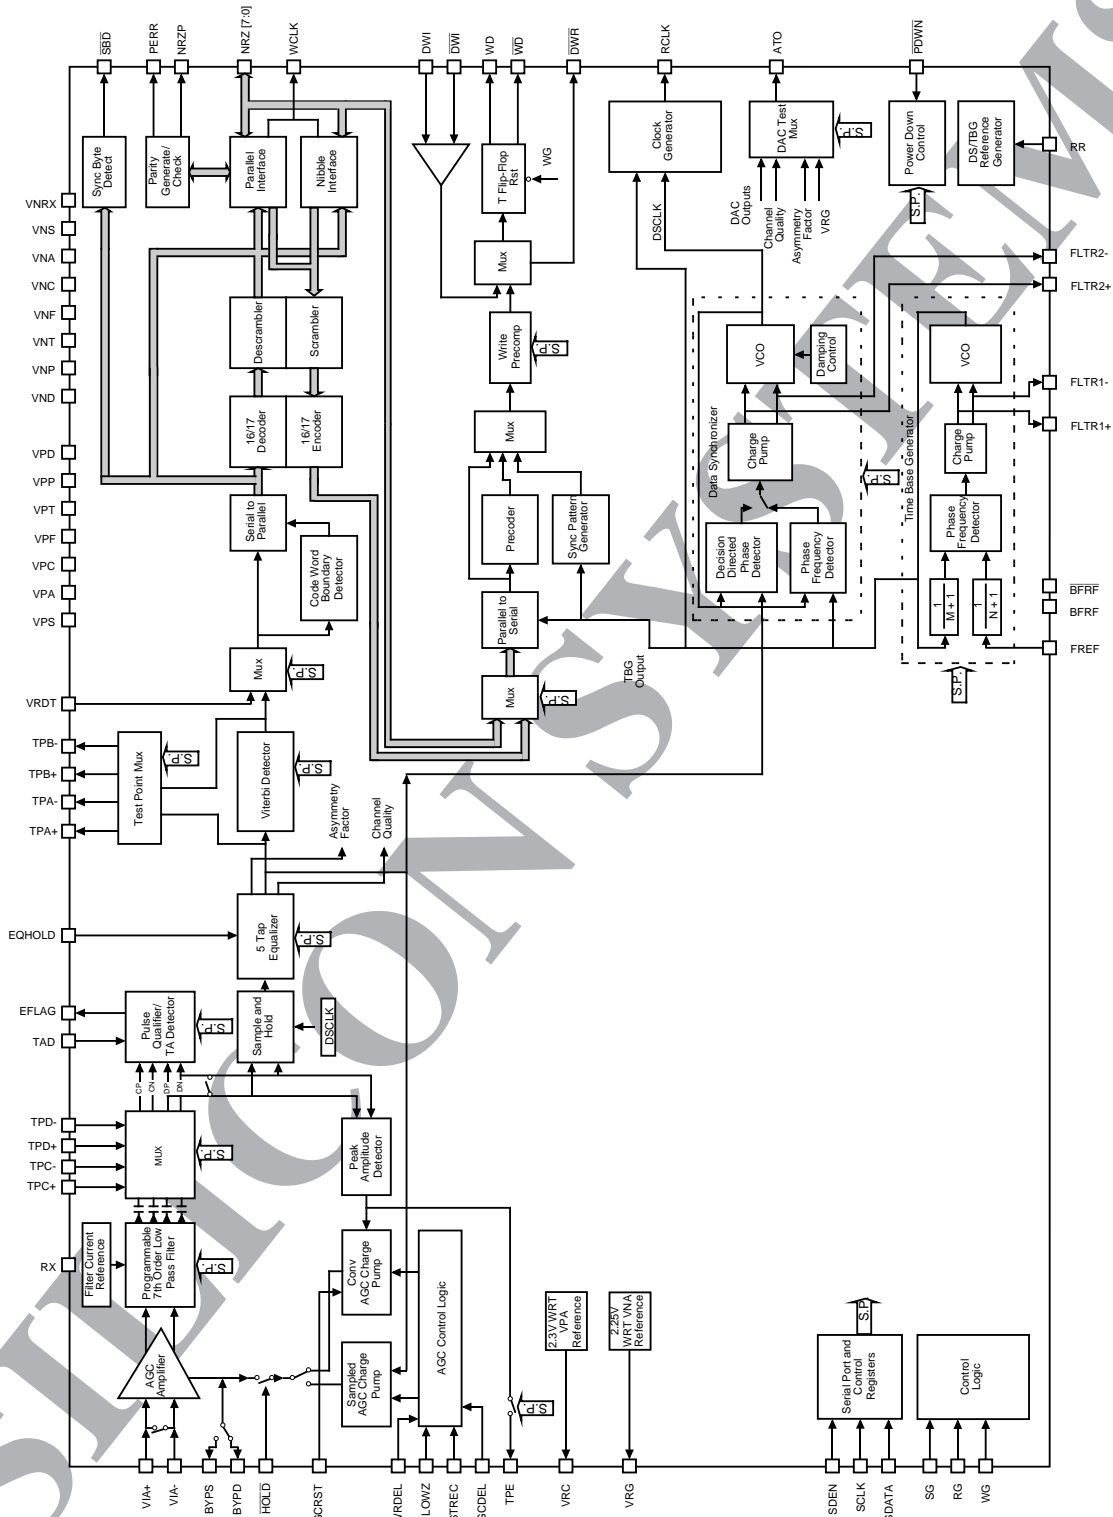 SBD
PERR
NRZP
NRZ [7:0]
WCLK
DWI
DWI
WD
WD
DWR
RCLK
ATO
PDWN
VNRX
VNS
VNA
VNC
VNF
VNT
VNP
VND
VPD
VPP
VPT
VPF
VPC
VPA
VPS
VRDT
TPB-
TPB+
TPA-
TPA+
EQHOLD
EFLAG
TAD
TPD-
TPD+
TPC-
TPC+
RX
Sync Byte
Detect
Parity
Generate/
Check
Parallel
Interface
Nibble
Interface
T Flip-Flop
Rst
WG
Clock
Generator
DAC Test
Mux
S.P.
Power Down
Control
S.P.
DS/TBG
Reference
Generator
RR
DSCLK
DAC
Outputs
Channel
Quality
Asymmetry
Factor
VRG
FLTR2-
FLTR2+
FLTR1-
FLTR1+
BFRF
BFRF
FREF
Mux
Descrambler
Scrambler
Write
Precomp
S.P.
VCO
Damping
Control
VCO
16/17
Decoder
16/17
Encoder
Mux
Data Synchronizer
Charge
Pump
S.P.
Time Base Generator
Charge
Pump
Serial to
Parallel
Code Word
Boundary
Detector
Precoder
Sync Pattern
Generator
Decision
Directed
Phase
Detector
Phase
Frequency
Detector
Phase
Frequency
Detector
Parallel to
Serial
1
M + 1
1
N + 1
S.P.
TBG
Output
Mux
S.P.
Mux
S.P.
Test Point Mux
S.P.
Viterbi Detector
S.P.
Asymmetry
Factor
Channel
Quality
5 Tap
Equalizer
S.P.
Pulse
Qualifier/
TA Detector
S.P.
Sample and
Hold
DSCLK
CP
CN
DP
DN
MUX
S.P.
Peak
Amplitude
Detector
Filter Current
Reference
Programmable
7th Order Low
Pass Filter
S.P.
Conv
AGC Charge
Pump
AGC Control Logic
2.3V WRT
VPA
Reference
2.25V
WRT VNA
Reference
S.P.
AGC
Amplifier
Sampled
AGC Charge
Pump
S.P.
Serial Port and
Control
Registers
Control
Logic
VIA+
VIA-
BYPS
BYPD
HOLD
CRST
WRDEL
LOWZ
STREC
GCDEL
TPE
VRC
VRG
SDEN
SCLK
SDATA
SG
RG
WG
SILICON SYSTEMS